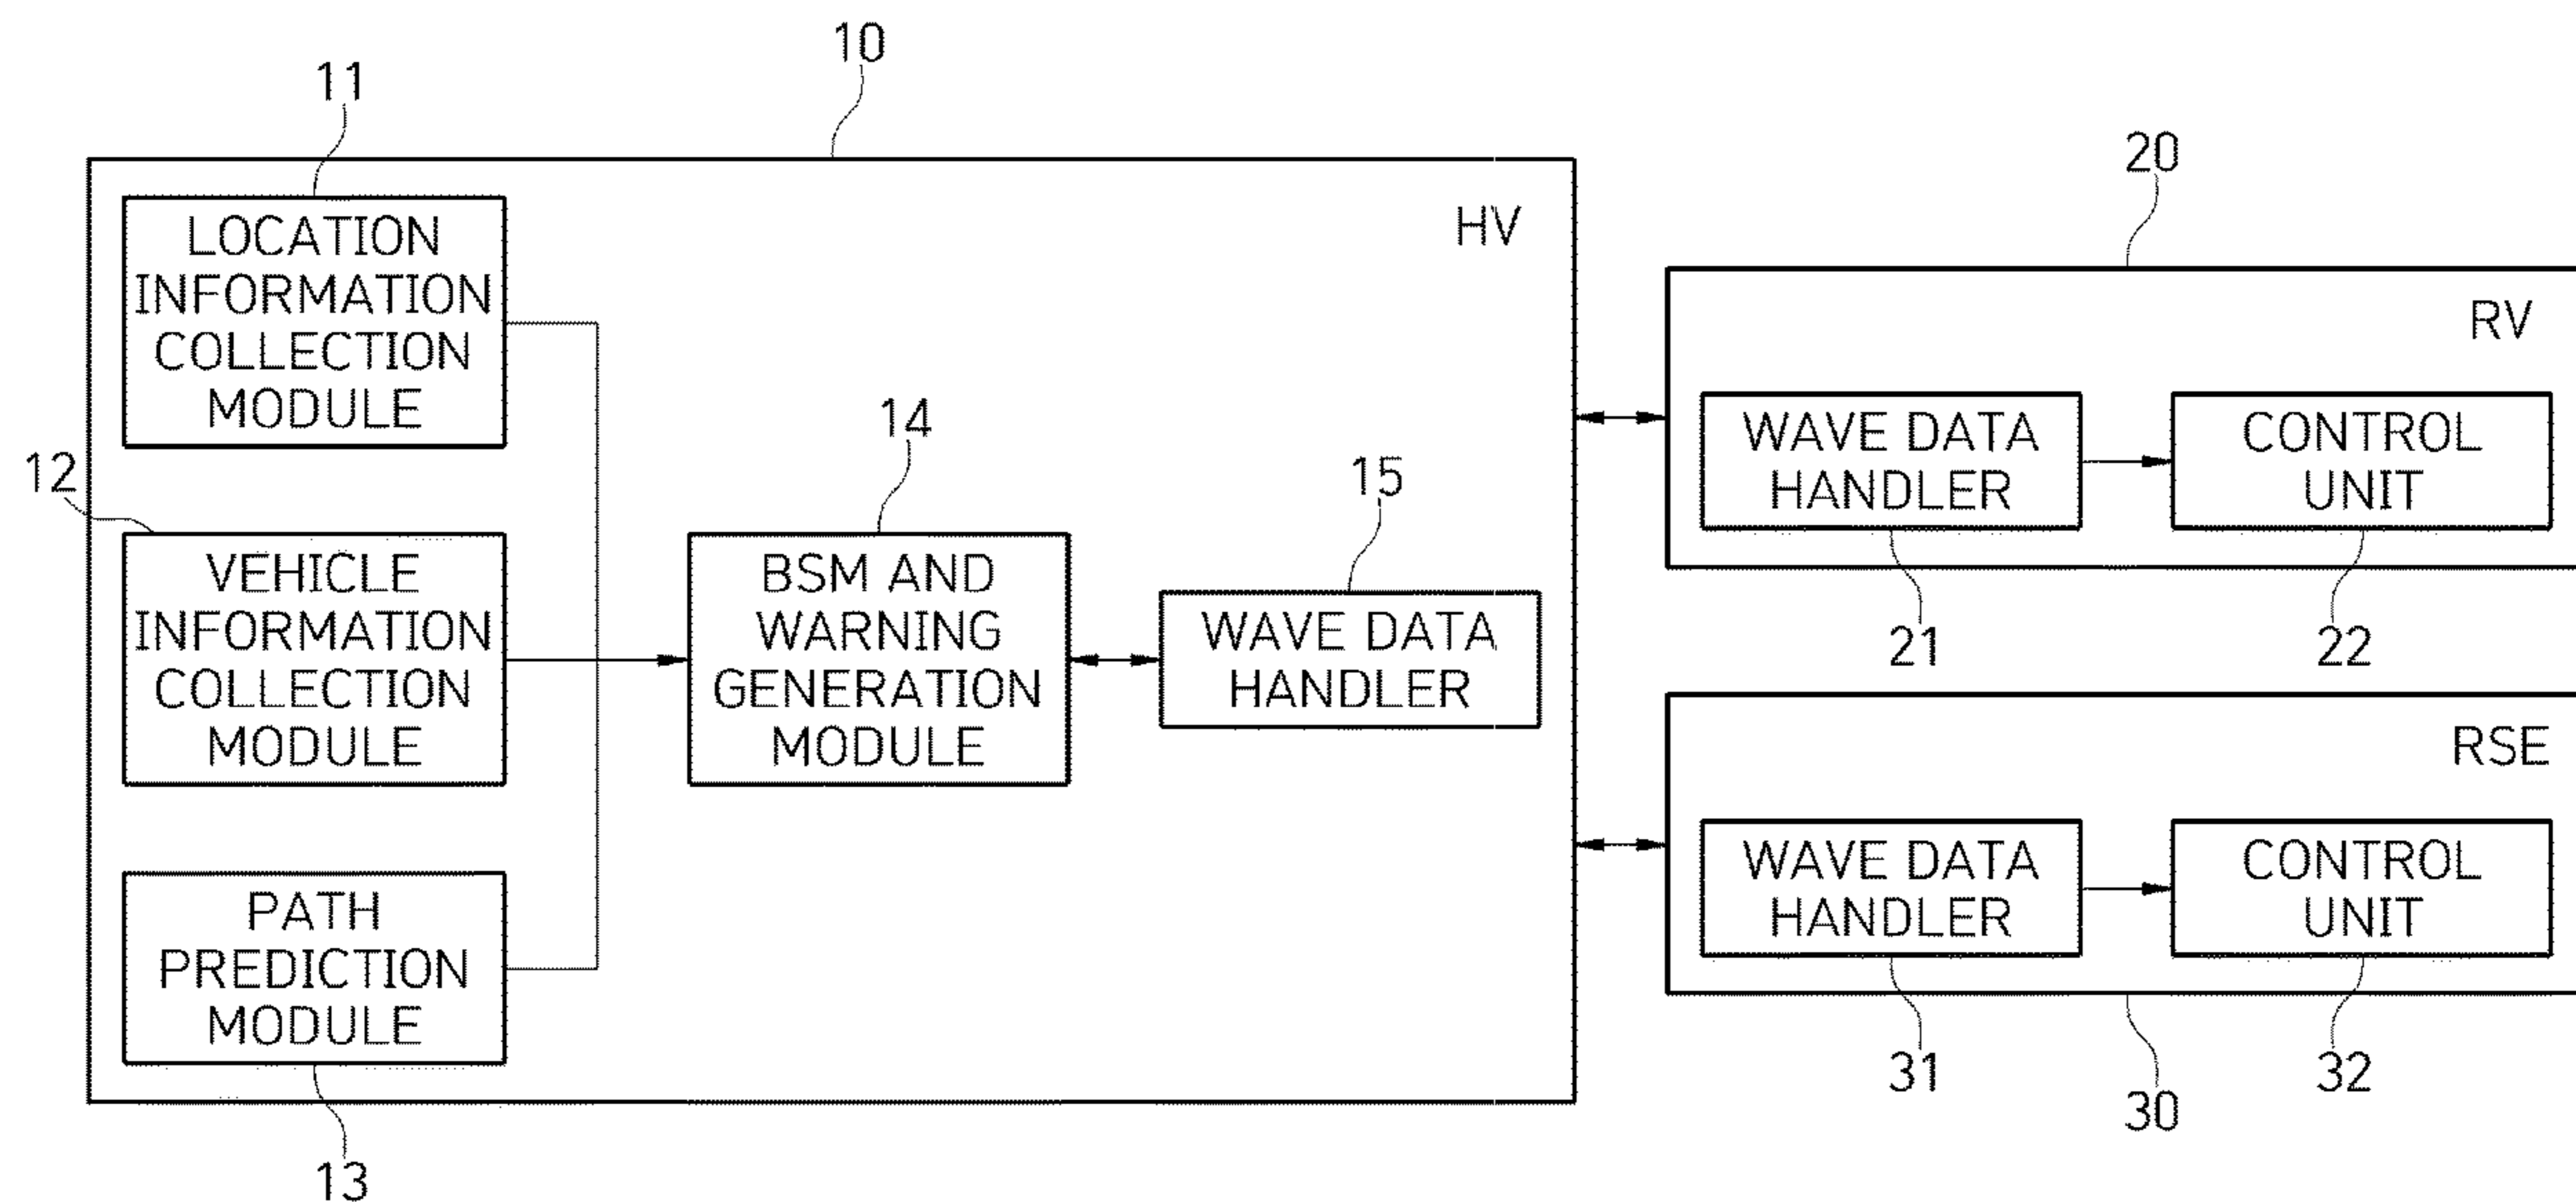 10
11
20
HV
LOCATION
INFORMATION
COLLECTION
MODULE
RV
14
12
15
WAVE DATA
HANDLER
CONTROL
UNIT
VEHICLE
INFORMATION
COLLECTION
MODULE
BSM AND
WARNING
GENERATION
MODULE
WAVE DATA
HANDLER
21
22
RSE
PATH
PREDICTION
MODULE
WAVE DATA
HANDLER
CONTROL
UNIT
31
32
30
13